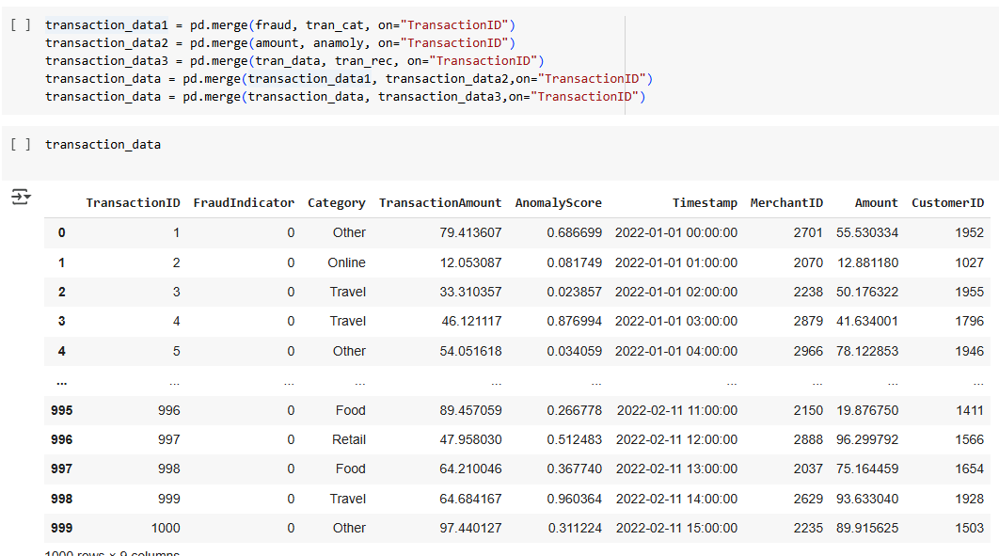 [ ] transaction_data1 = pd.merge(fraud, tran_cat, on="TransactionID")
transaction_data2 = pd.merge(amount, anamoly, on="TransactionID")
transaction_data3 = pd.merge(tran_data, tran_rec, on="TransactionID")
transaction_data = pd.merge(transaction_data1, transaction_data2,on="TransactionID")
transaction_data = pd.merge(transaction_data, transaction_data3,on="TransactionID")
[ ] transaction_data
TransactionID FraudIndicator Category TransactionAmount AnomalyScore Timestamp MerchantID Amount CustomerID
0 1 0 Other 79.413607 0.686699 2022-01-01 00:00:00 2701 55.530334 1952
1 2 0 Online 12.053087 0.081749 2022-01-01 01:00:00 2070 12.881180 1027
2 3 0 Travel 33.310357 0.023857 2022-01-01 02:00:00 2238 50.176322 1955
3 4 0 Travel 46.121117 0.876994 2022-01-01 03:00:00 2879 41.634001 1796
4 5 0 Other 54.051618 0.034059 2022-01-01 04:00:00 2966 78.122853 1946
... ... ... ... ... ... ... ... ... ...
995 996 0 Food 89.457059 0.266778 2022-02-11 11:00:00 2150 19.876750 1411
996 997 0 Retail 47.958030 0.512483 2022-02-11 12:00:00 2888 96.299792 1566
997 998 0 Food 64.210046 0.367740 2022-02-11 13:00:00 2037 75.164459 1654
998 999 0 Travel 64.684167 0.960364 2022-02-11 14:00:00 2629 93.633040 1928
999 1000 0 Other 97.440127 0.311224 2022-02-11 15:00:00 2235 89.915625 1503
1000 rows × 9 columns